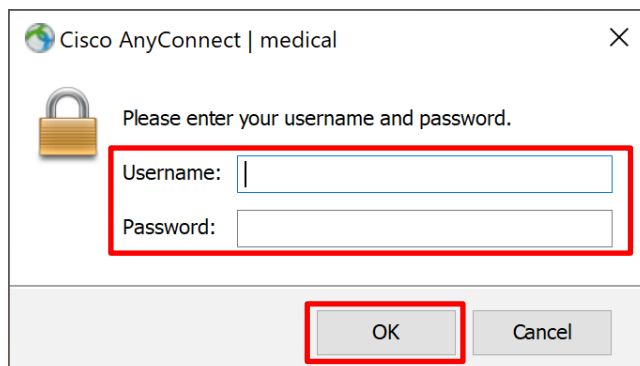 Cisco AnyConnect | medical
Please enter your username and password.
Username:
Password:
OK Cancel